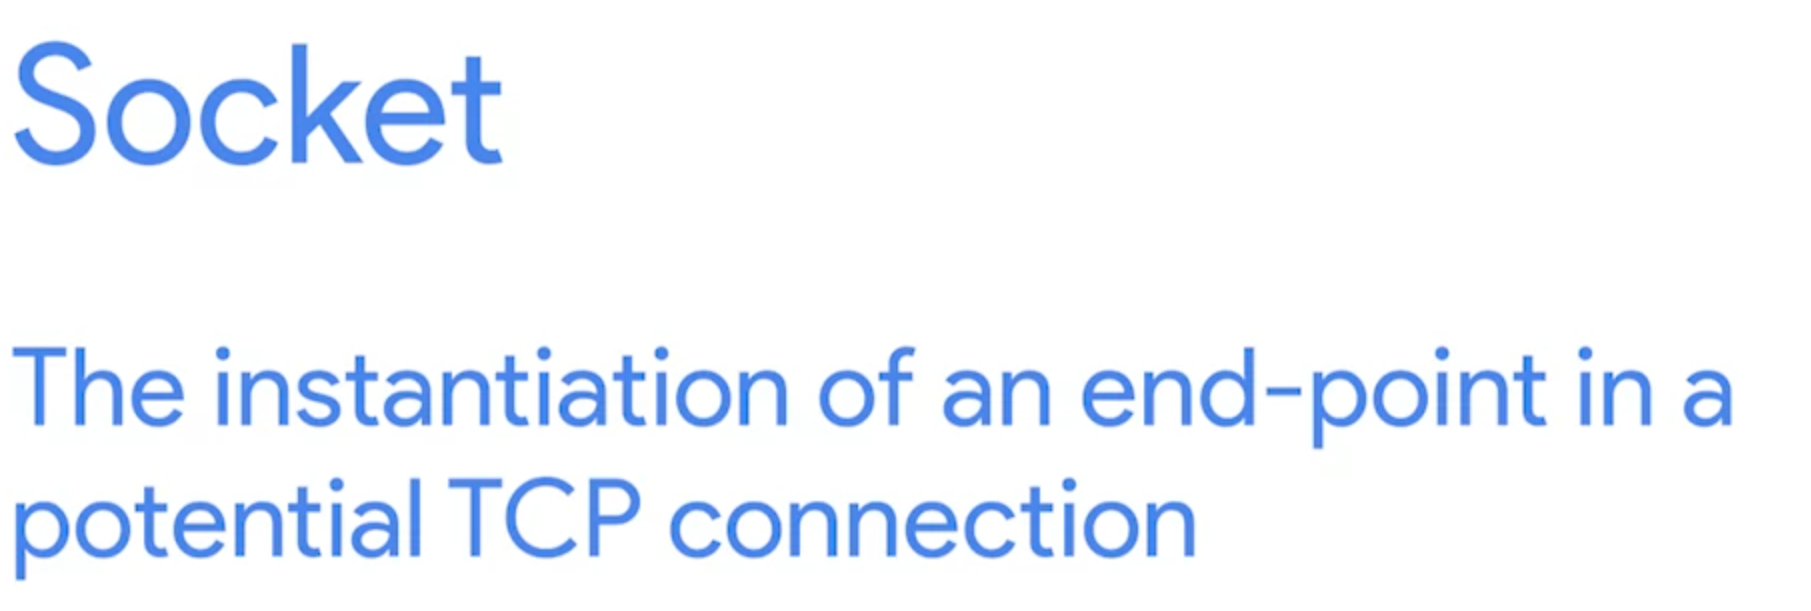 Socket
The instantiation of an end-point in a
potential TCP connection